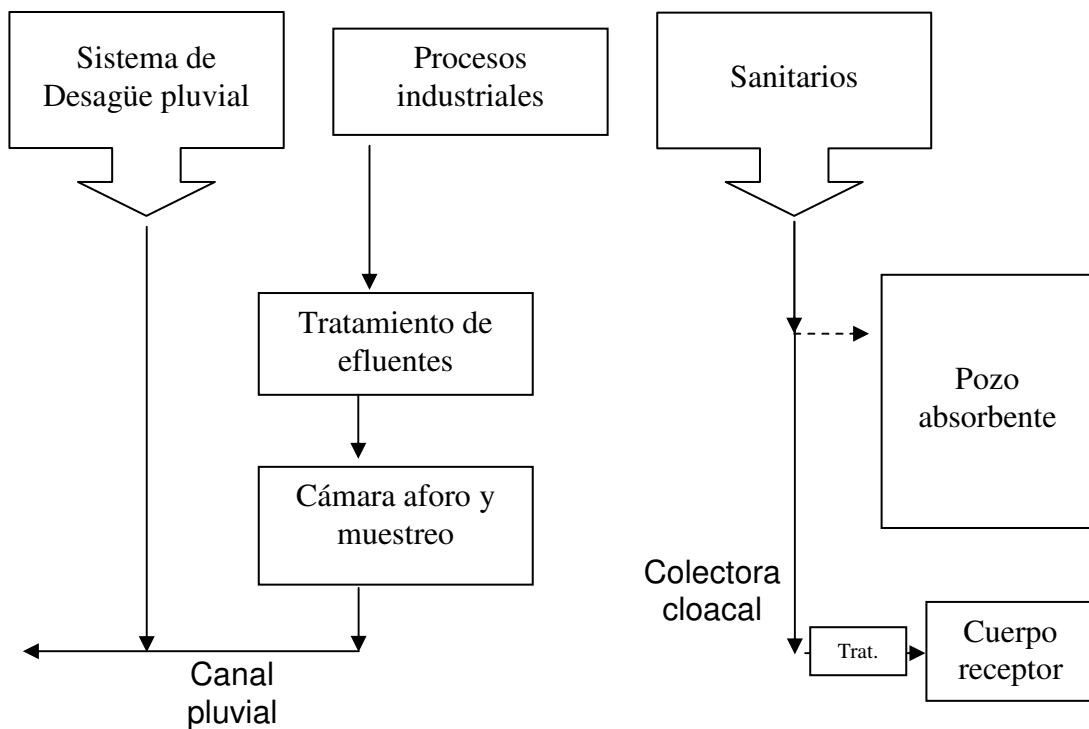 Sistema de
Desagüe pluvial
Procesos
industriales
Sanitarios
Tratamiento de
efluentes
Pozo
absorbente
Cámara aforo y
muestreo
Colectora
cloacal
Trat.
Cuerpo
receptor
Canal
pluvial